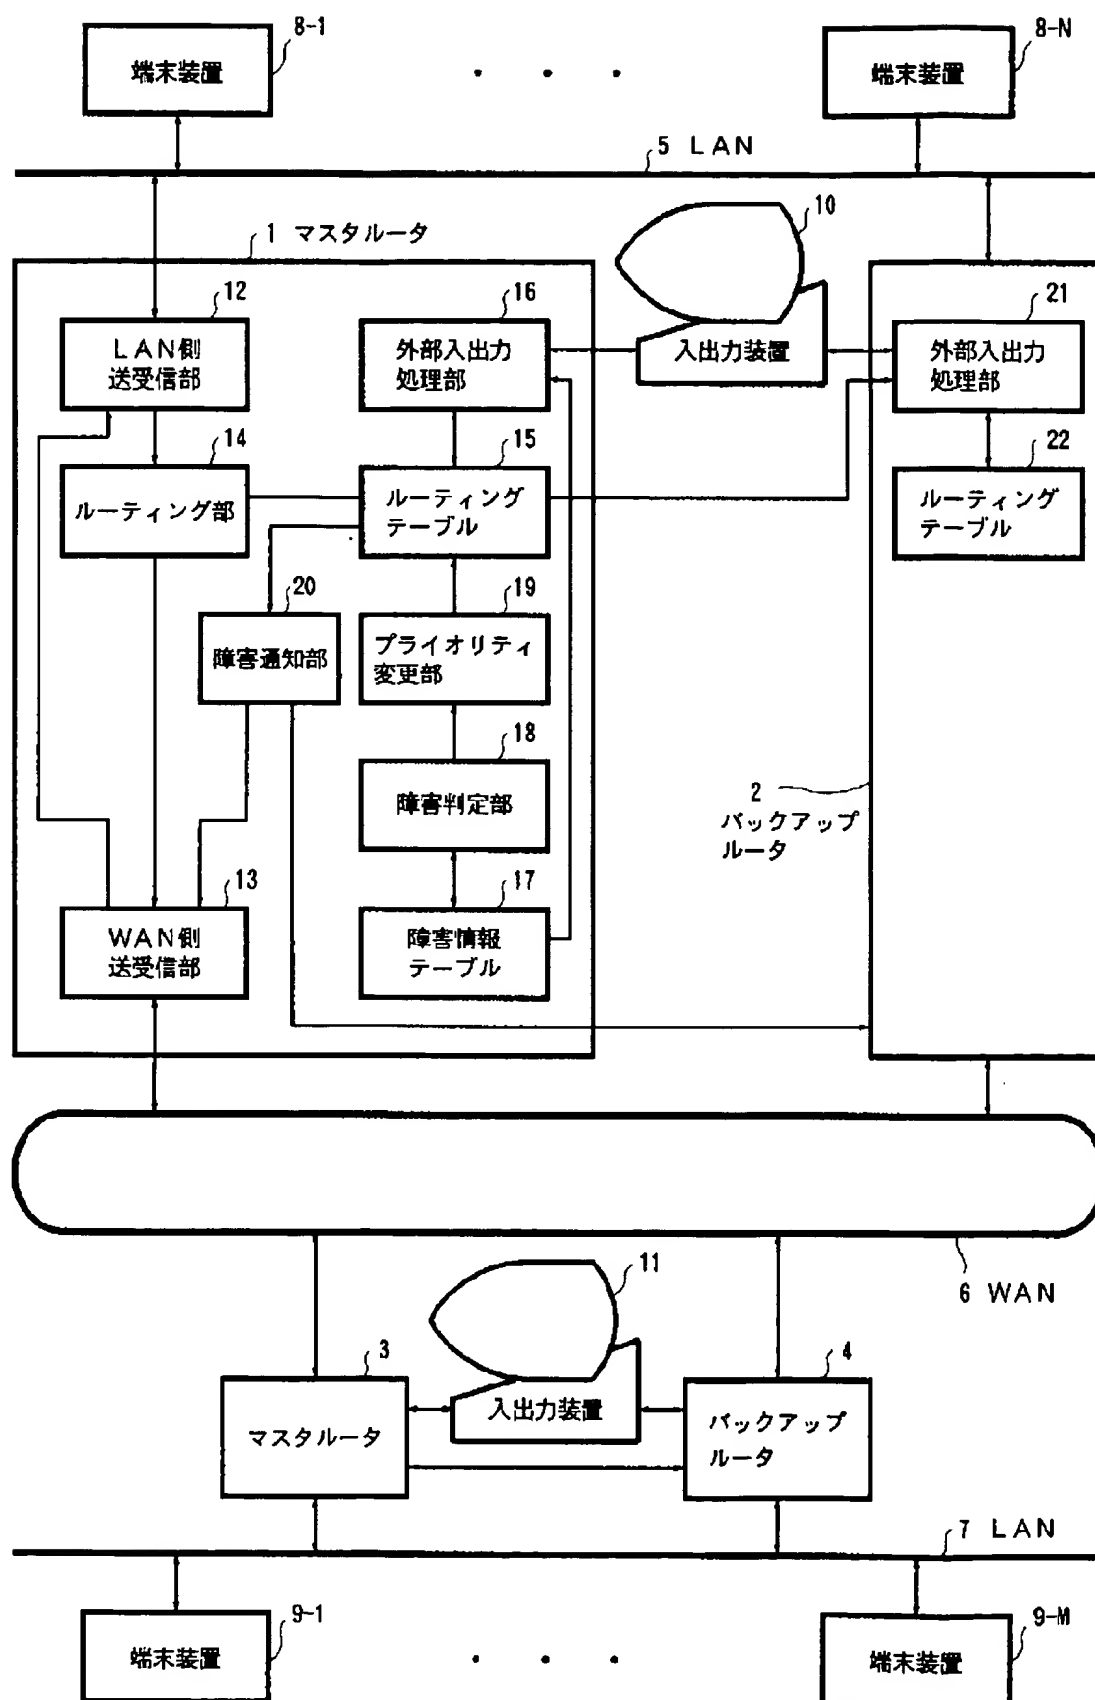 8-1
8-N
端末装置
端末装置
5 LAN
1 マスタルータ
10
12
16
21
LAN側
送受信部
外部入出力
処理部
入出力装置
外部入出力
処理部
14
15
22
ルーティング部
ルーティング
テーブル
ルーティング
テーブル
20
19
障害通知部
プライオリティ
変更部
18
障害判定部
2
バックアップ
ルータ
13
17
WAN側
送受信部
障害情報
テーブル
6 WAN
11
3
4
入出力装置
マスタルータ
バックアップ
ルータ
7 LAN
9-1
9-M
端末装置
端末装置